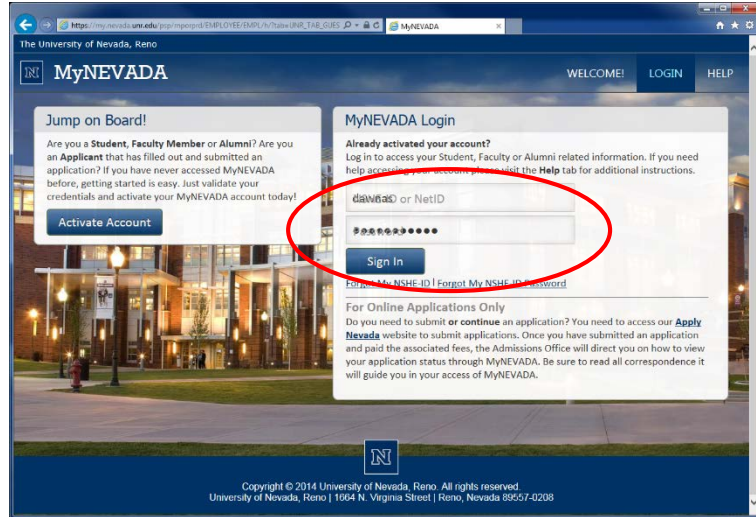 https://my.nevada.unr.edu/psp/mporprd/EMPLOYEE/EMPL/h/?tab=UNR_TAB_GUES
MyNEVADA
The University of Nevada, Reno
N MyNEVADA
WELCOME! LOGIN HELP
Jump on Board!
Are you a Student, Faculty Member or Alumni? Are you
an Applicant that has filled out and submitted an
application? If you have never accessed MyNEVADA
before, getting started is easy. Just validate your
credentials and activate your MyNEVADA account today!
Activate Account
MyNEVADA Login
Already activated your account?
Log in to access your Student, Faculty or Alumni related information. If you need
help accessing your account please visit the Help tab for additional instructions.
dawnas or NetID
Sign In
Forgot My NSHE-ID | Forgot My NSHE-ID Password
For Online Applications Only
Do you need to submit or continue an application? You need to access our Apply
Nevada website to submit applications. Once you have submitted an application
and paid the associated fees, the Admissions Office will direct you on how to view
your application status through MyNEVADA. Be sure to read all correspondence it
will guide you in your access of MyNEVADA.
N
Copyright © 2014 University of Nevada, Reno. All rights reserved.
University of Nevada, Reno | 1664 N. Virginia Street | Reno, Nevada 89557-0208